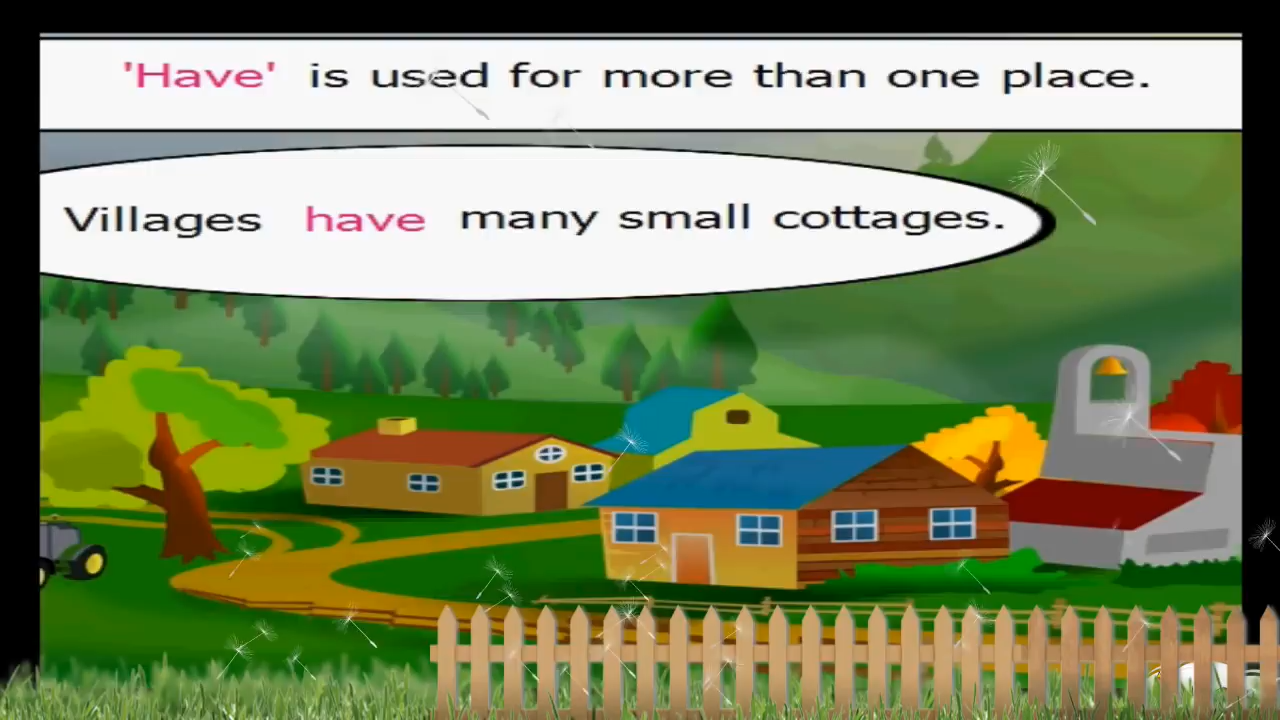 'Have' is used for more than one place.
Villages have many small cottages.